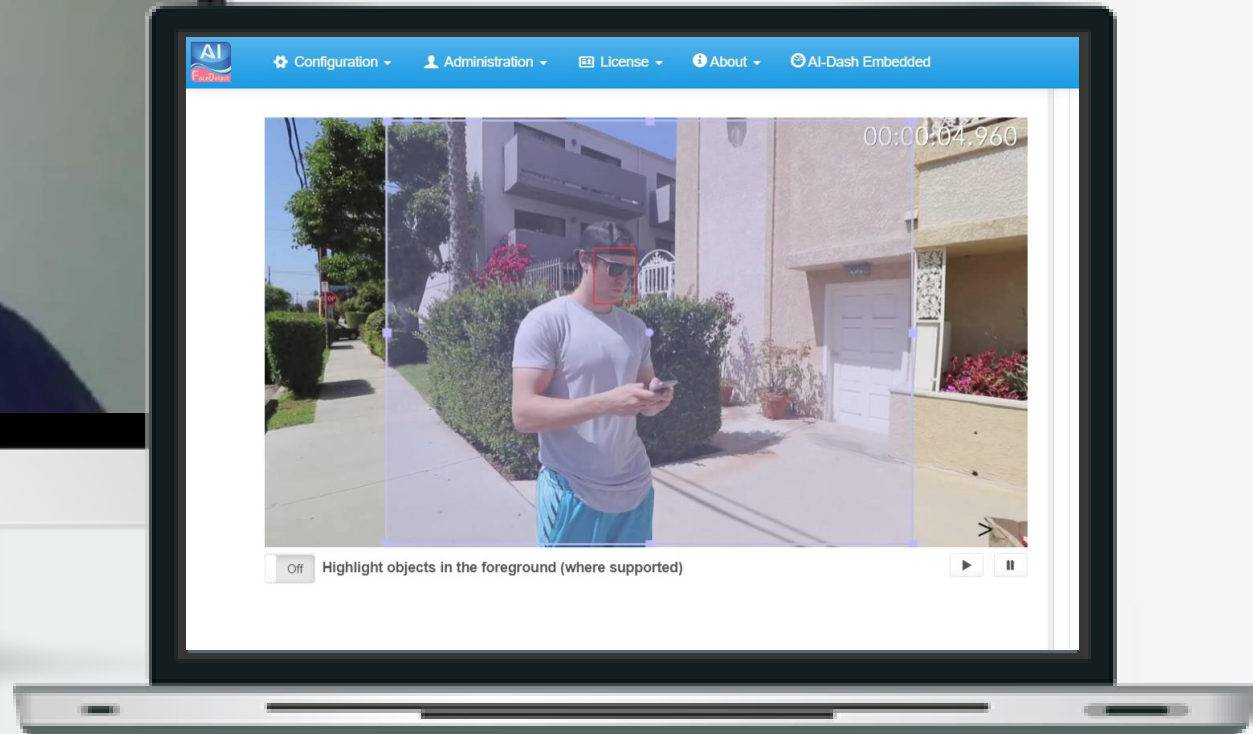 AI
FaceDetect
Configuration
Administration
License
About
AI-Dash Embedded
00:00:04.960
STOP
>
Off
Highlight objects in the foreground (where supported)